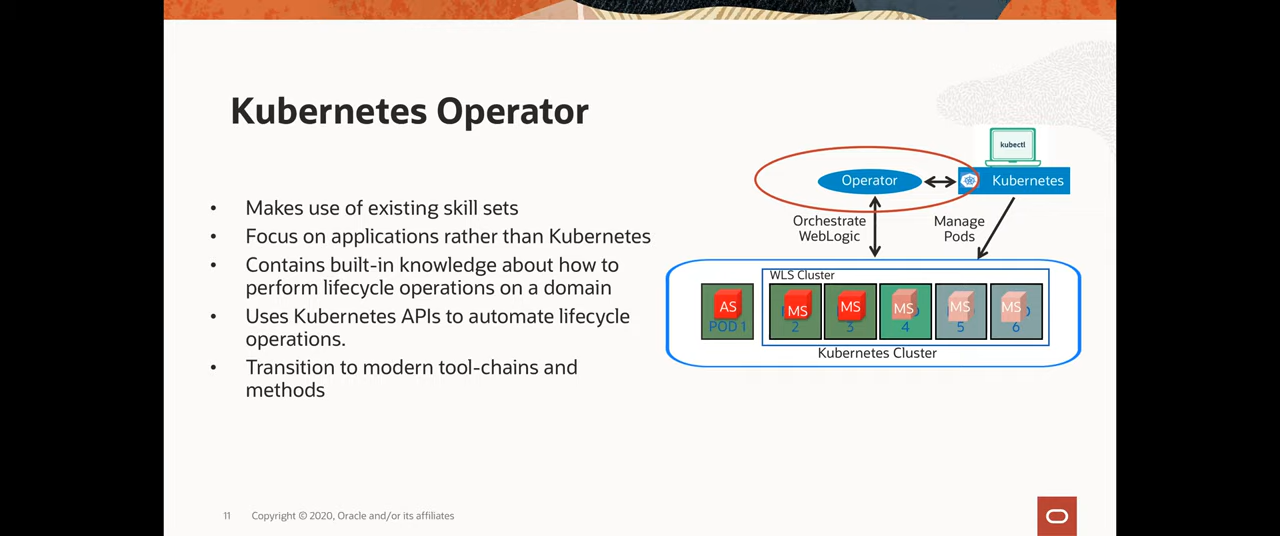 Kubernetes Operator
• Makes use of existing skill sets
• Focus on applications rather than Kubernetes
• Contains built-in knowledge about how to
perform lifecycle operations on a domain
• Uses Kubernetes APIs to automate lifecycle
operations.
• Transition to modern tool-chains and
methods
kubectl
Operator
Kubernetes
Orchestrate
WebLogic
Manage
Pods
WLS Cluster
AS
POD 1
MS
2
MS
3
MS
4
MS
5
MS
6
Kubernetes Cluster
11 Copyright © 2020, Oracle and/or its affiliates